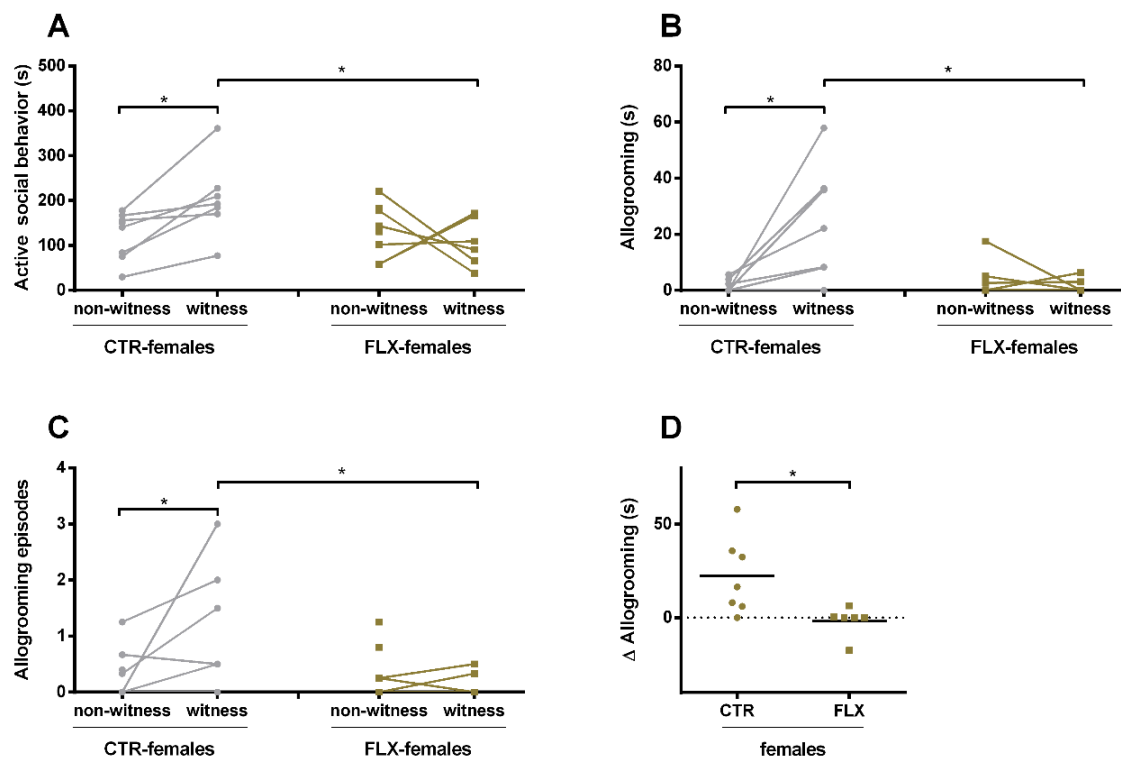 A
Active social behavior (s)
500
400
300
200
100
0
*
*
non-witness witness non-witness witness
CTR-females FLX-females
B
Allogrooming (s)
80
60
40
20
0
*
*
non-witness witness non-witness witness
CTR-females FLX-females
C
Allogrooming episodes
4
3
2
1
0
*
*
non-witness witness non-witness witness
CTR-females FLX-females
D
Δ Allogrooming (s)
50
0
*
CTR FLX
females